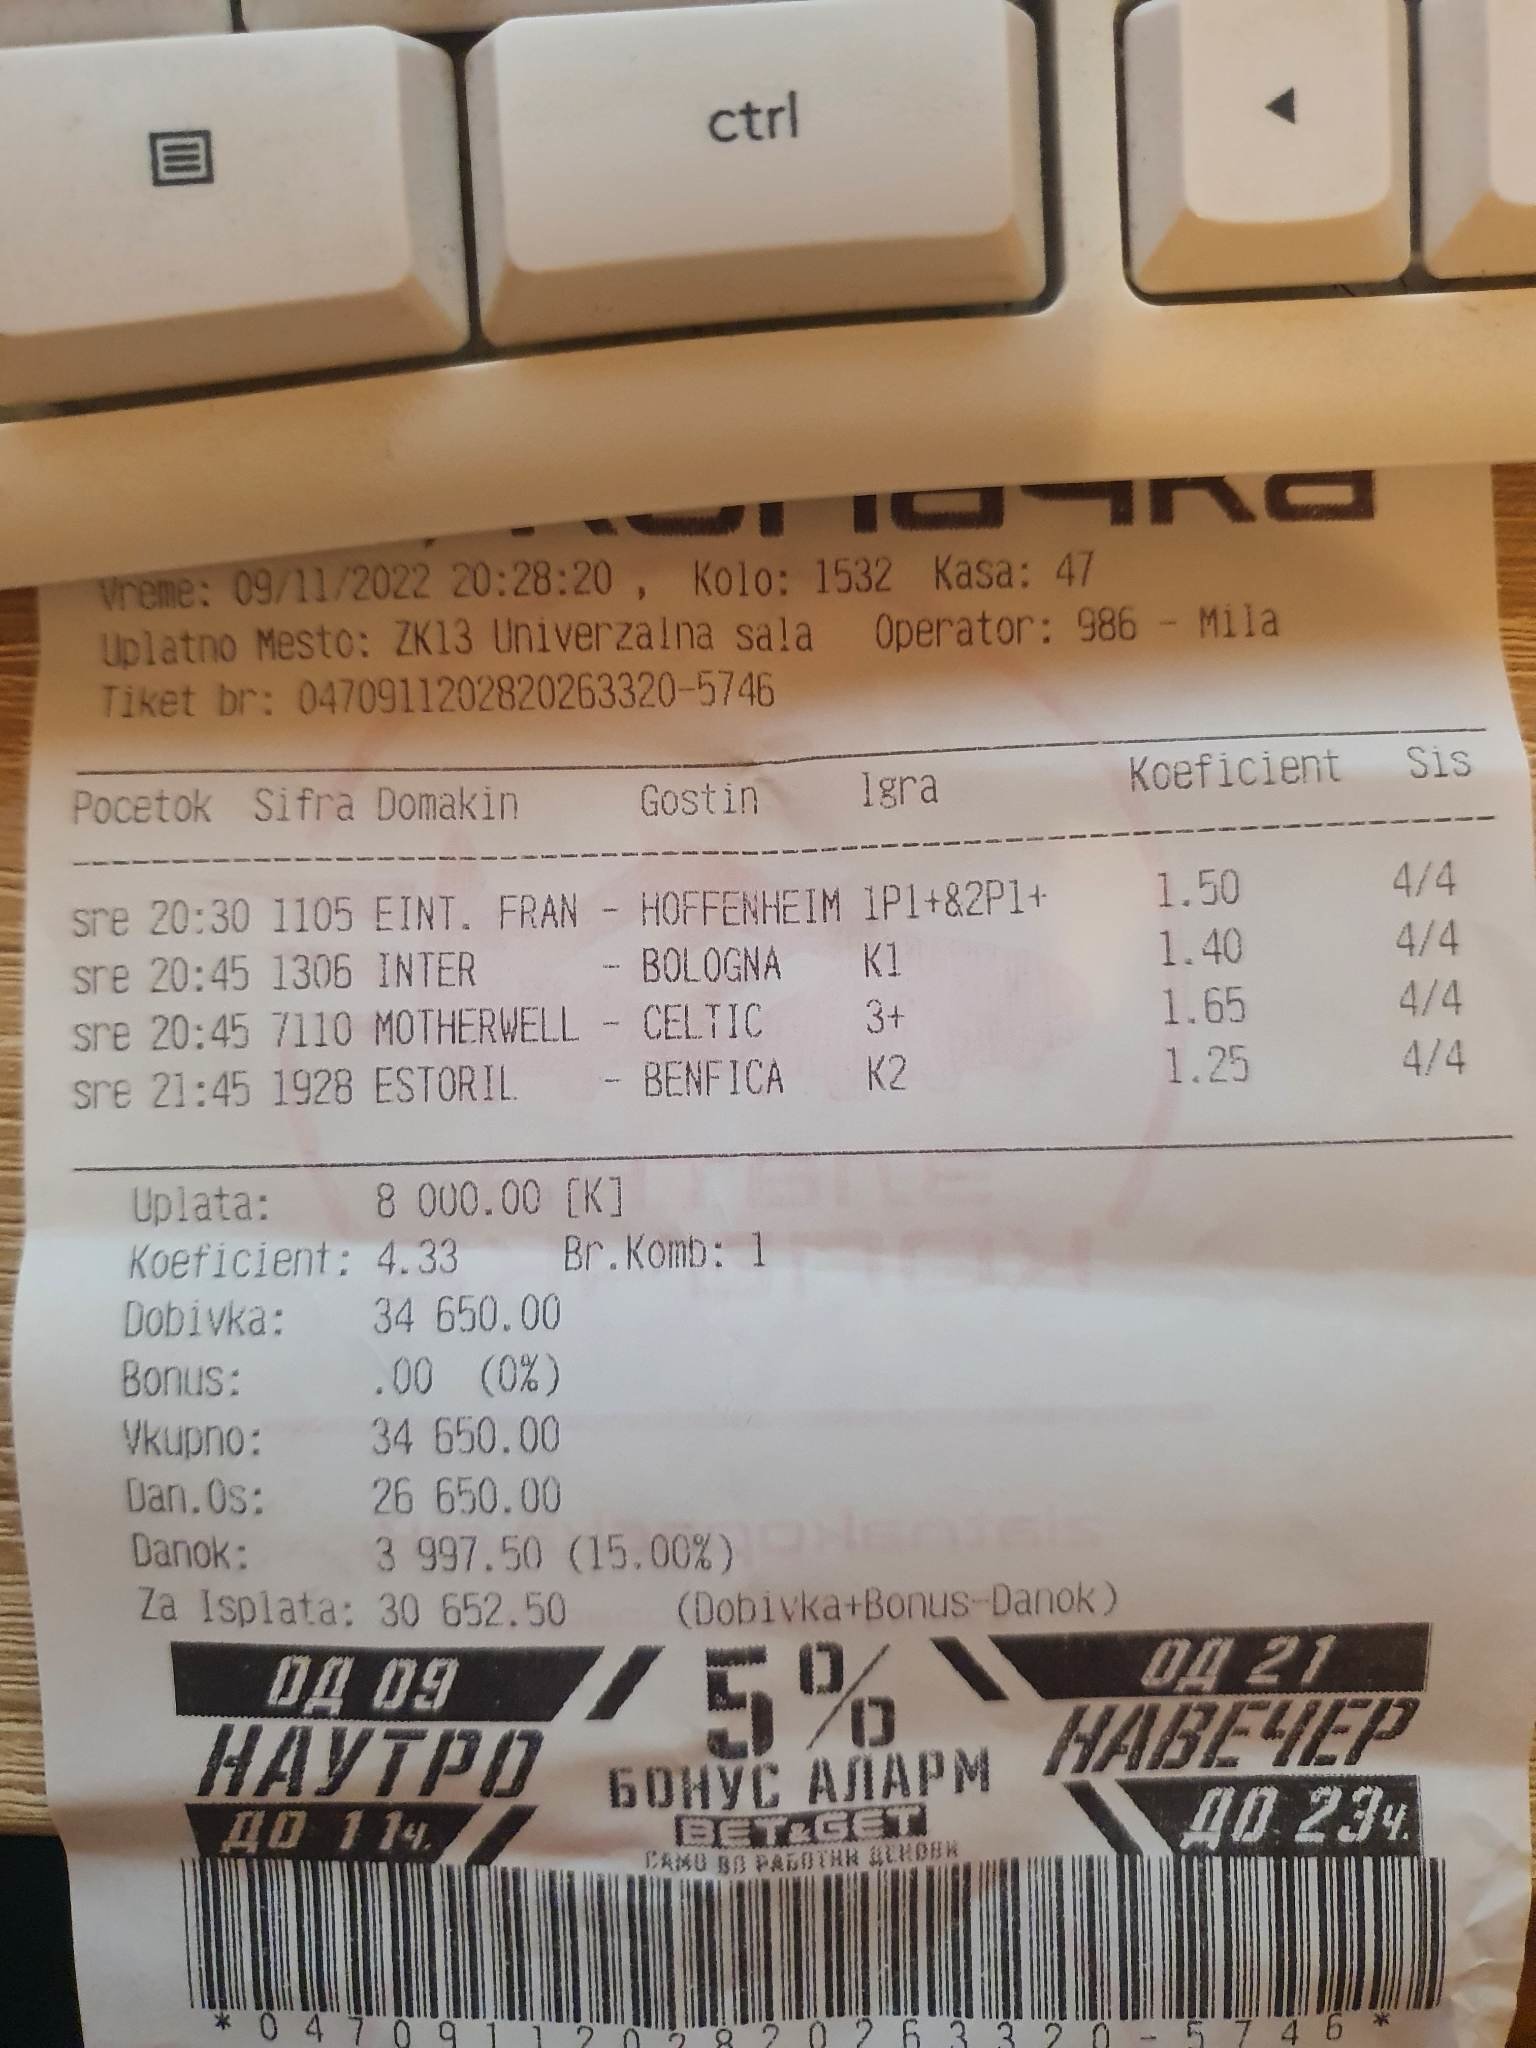 ctrl
Vreme: 09/11/2022 20:28:20 , Kolo: 1532 Kasa: 47
Uplatno Mesto: ZK13 Univerzalna sala Operator: 986 - Mila
Tiket br: 0470911202820263320-5746
Pocetok Sifra Domakin Gostin Igra Koeficient Sis
sre 20:30 1105 EINT. FRAN - HOFFENHEIM 1P1+&2P1+ 1.50 4/4
sre 20:45 1306 INTER - BOLOGNA K1 1.40 4/4
sre 20:45 7110 MOTHERWELL - CELTIC 3+ 1.65 4/4
sre 21:45 1928 ESTORIL - BENFICA K2 1.25 4/4
Uplata: 8 000.00 [K]
Koeficient: 4.33 Br.Komb: 1
Dobivka: 34 650.00
Bonus: .00 (0%)
Vkupno: 34 650.00
Dan.Os: 26 650.00
Danok: 3 997.50 (15.00%)
Za Isplata: 30 652.50 (Dobivka+Bonus-Danok)
ОД 09 НАУТРО ДО 11ч.
5% БОНУС АЛАРМ
BET&GET
САМО ВО РАБОТНИ ДЕНОВИ
ОД 21 НАВЕЧЕР ДО 23ч.
*0470911202820263320-5746*